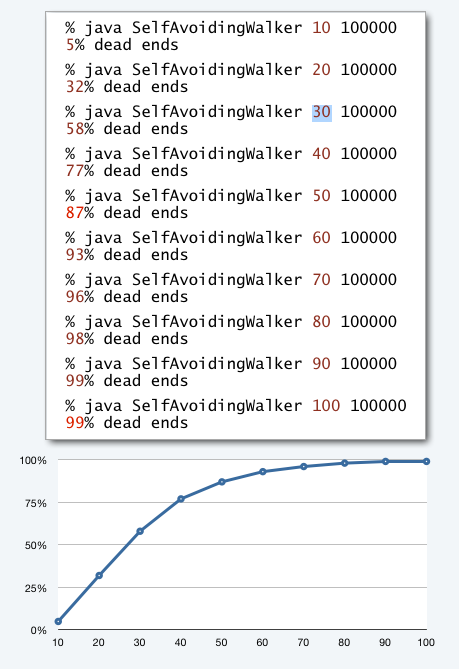 % java SelfAvoidingWalker 10 100000
5% dead ends
% java SelfAvoidingWalker 20 100000
32% dead ends
% java SelfAvoidingWalker 30 100000
58% dead ends
% java SelfAvoidingWalker 40 100000
77% dead ends
% java SelfAvoidingWalker 50 100000
87% dead ends
% java SelfAvoidingWalker 60 100000
93% dead ends
% java SelfAvoidingWalker 70 100000
96% dead ends
% java SelfAvoidingWalker 80 100000
98% dead ends
% java SelfAvoidingWalker 90 100000
99% dead ends
% java SelfAvoidingWalker 100 100000
99% dead ends
100%
75%
50%
25%
0%
10 20 30 40 50 60 70 80 90 100